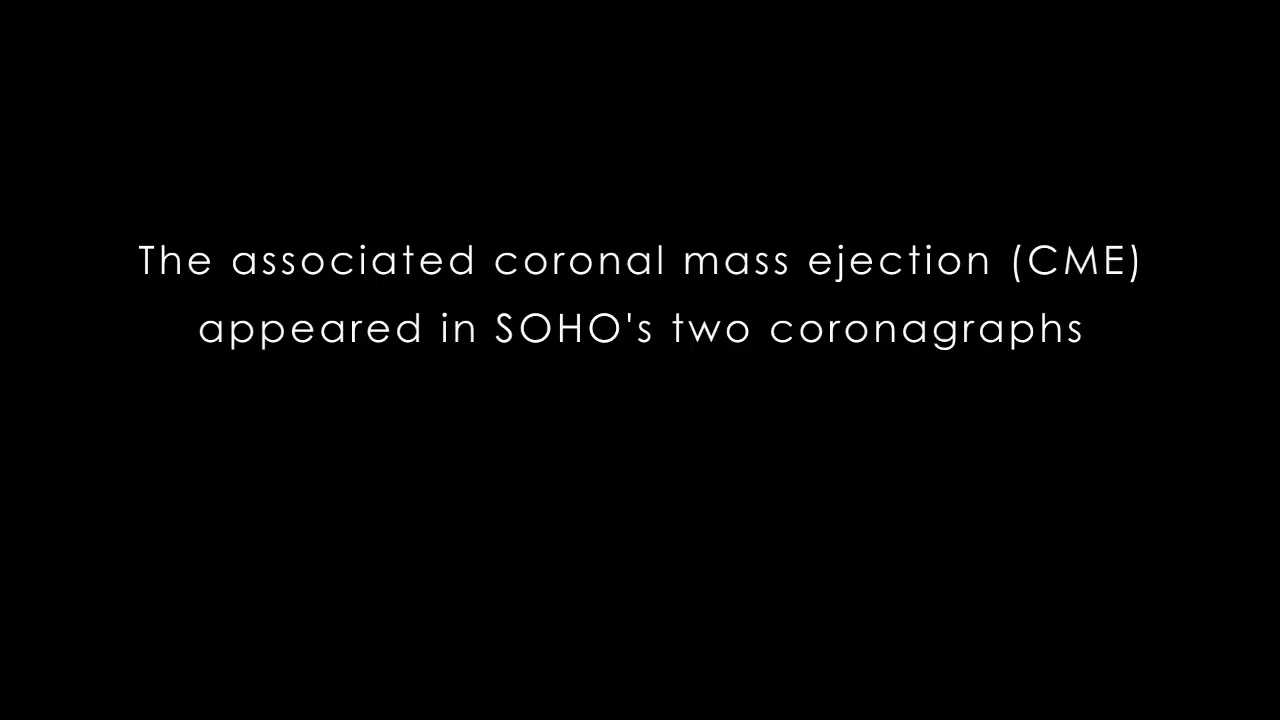 The associated coronal mass ejection (CME)
appeared in SOHO's two coronagraphs